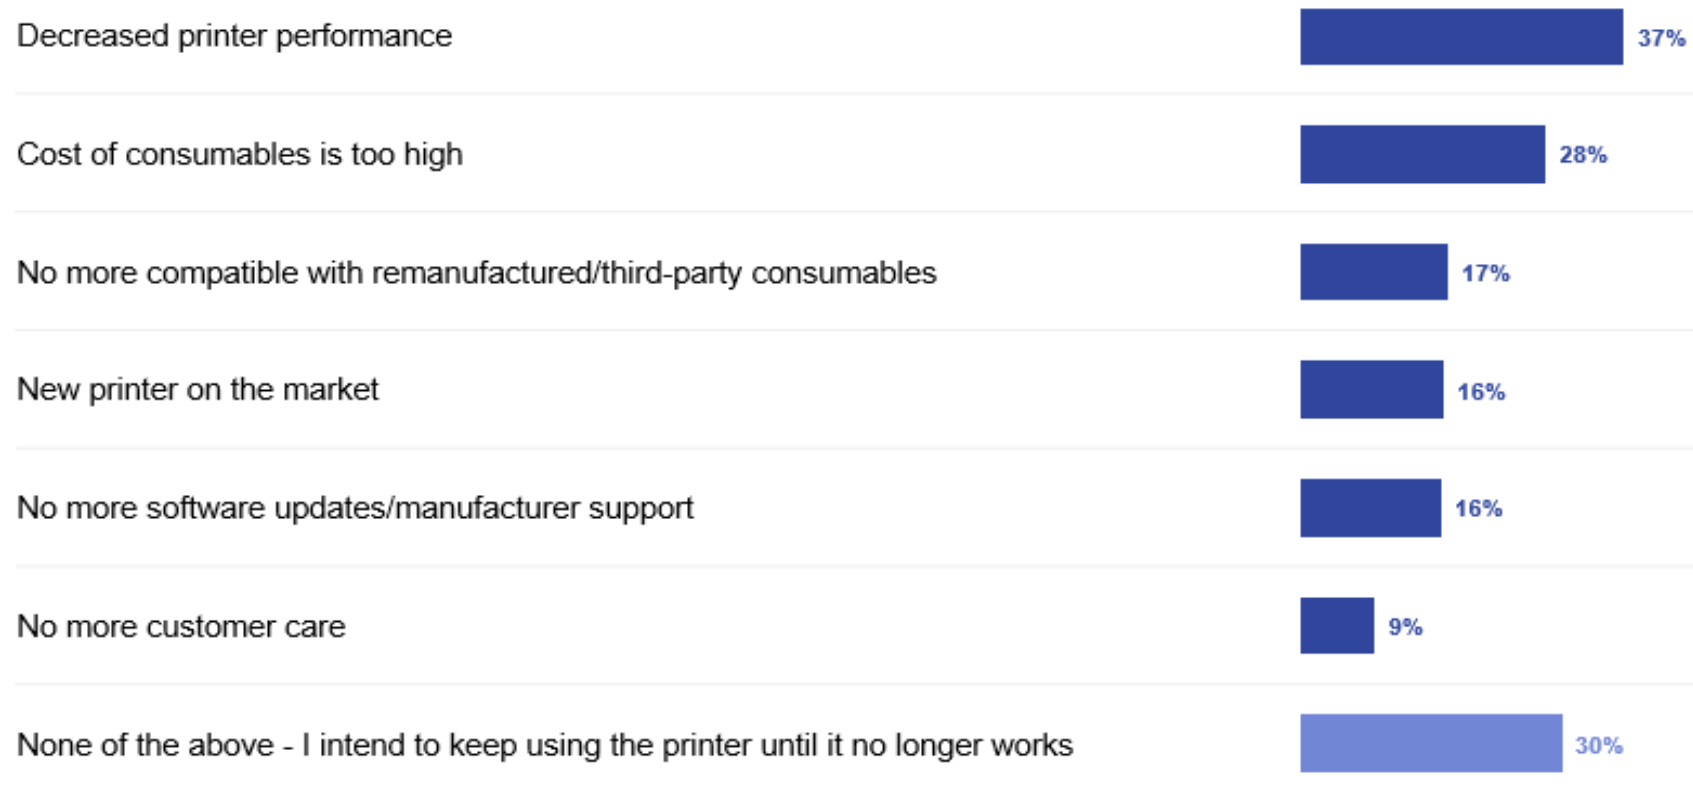 Decreased printer performance 37%
Cost of consumables is too high 28%
No more compatible with remanufactured/third-party consumables 17%
New printer on the market 16%
No more software updates/manufacturer support 16%
No more customer care 9%
None of the above - I intend to keep using the printer until it no longer works 30%